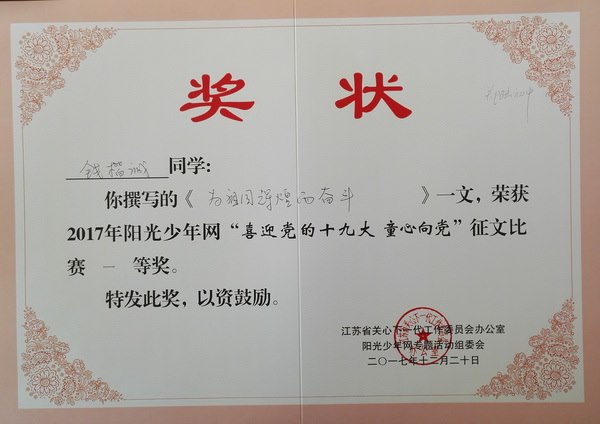 奖状
钱 诚 同学:
你撰写的《为祖国辉煌而奋斗》一文,荣获
2017年阳光少年网“喜迎党的十九大 童心向党”征文比
赛 一 等奖。
特发此奖,以资鼓励。
江苏省关心下一代工作委员会办公室
阳光少年网专题活动组委会
二〇一七年十二月二十日